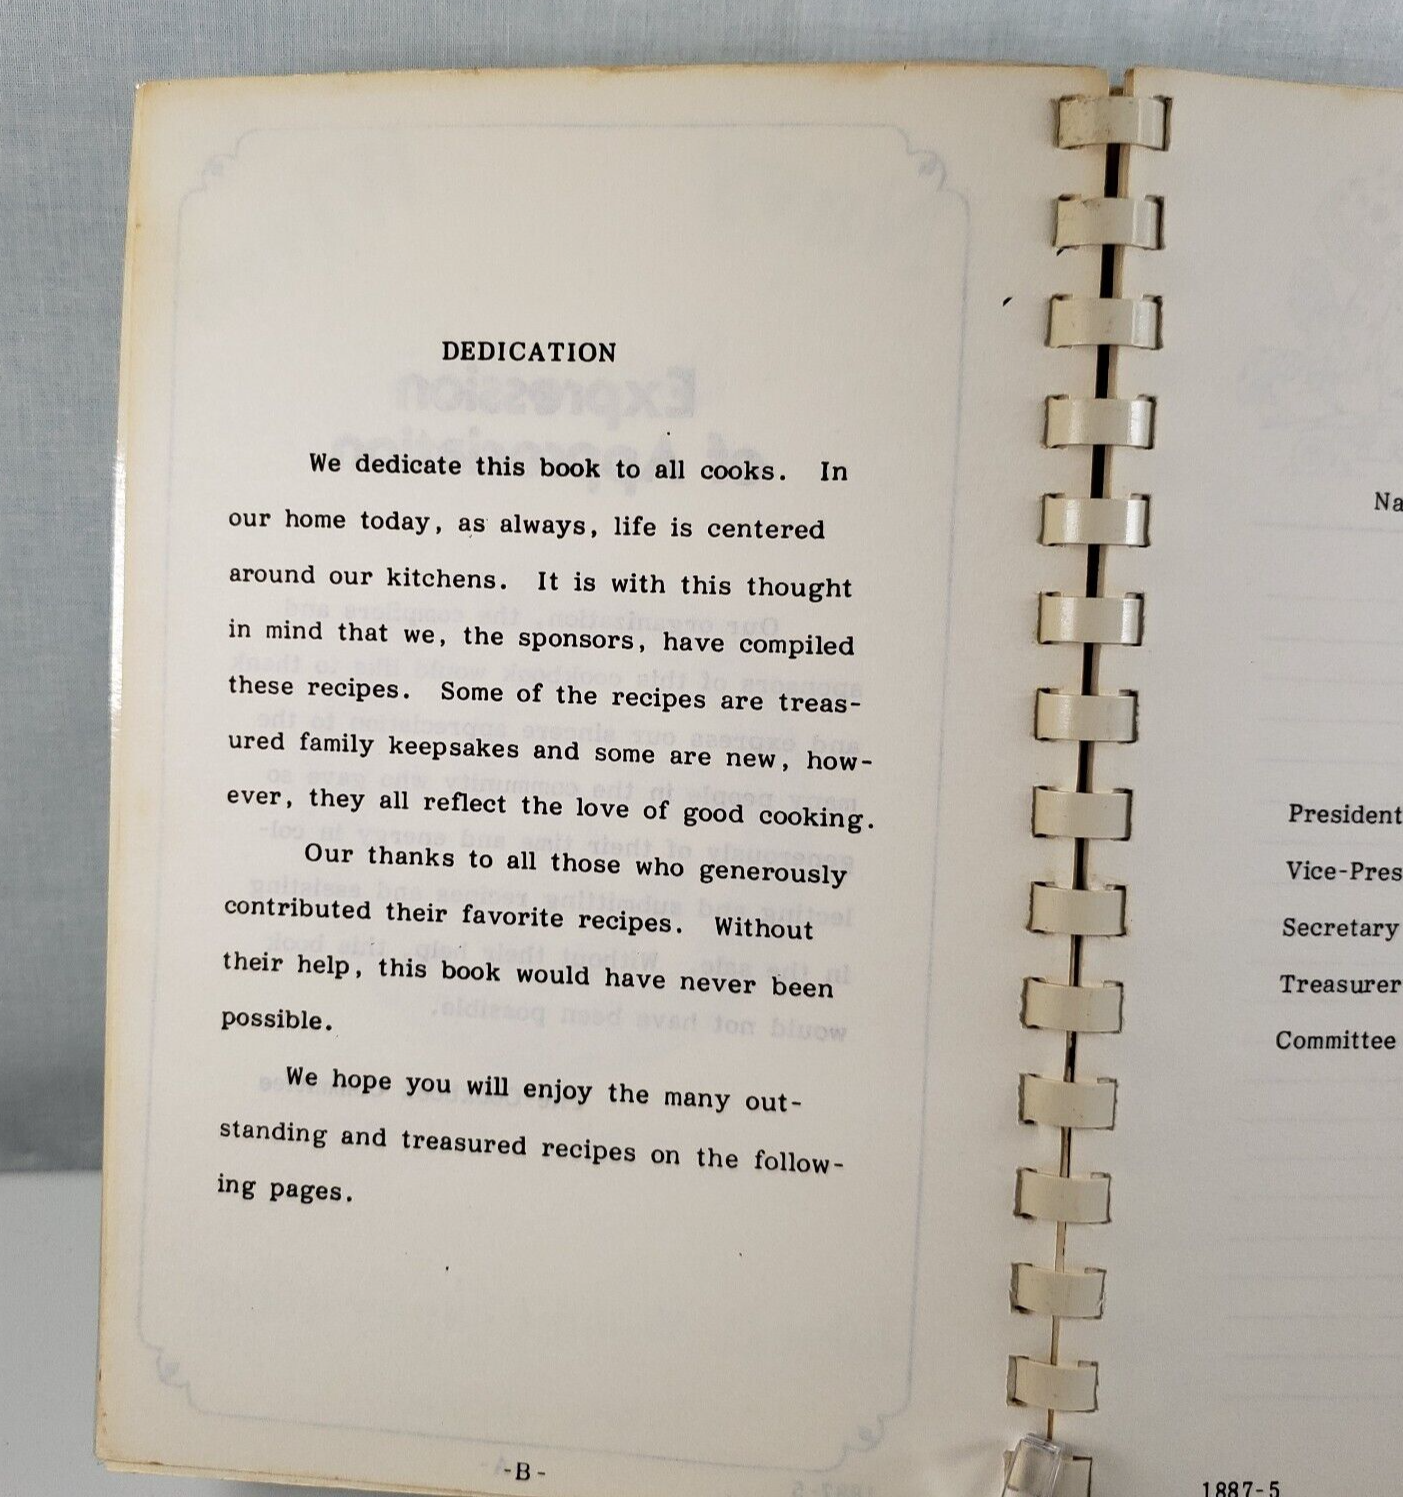 DEDICATION
We dedicate this book to all cooks. In
our home today, as always, life is centered
around our kitchens. It is with this thought
in mind that we, the sponsors, have compiled
these recipes. Some of the recipes are treas-
ured family keepsakes and some are new, how-
ever, they all reflect the love of good cooking.
Our thanks to all those who generously
contributed their favorite recipes. Without
their help, this book would have never been
possible.
We hope you will enjoy the many out-
standing and treasured recipes on the follow-
ing pages.
-B-
Na
President
Vice-Pres
Secretary
Treasurer
Committee
1887-5